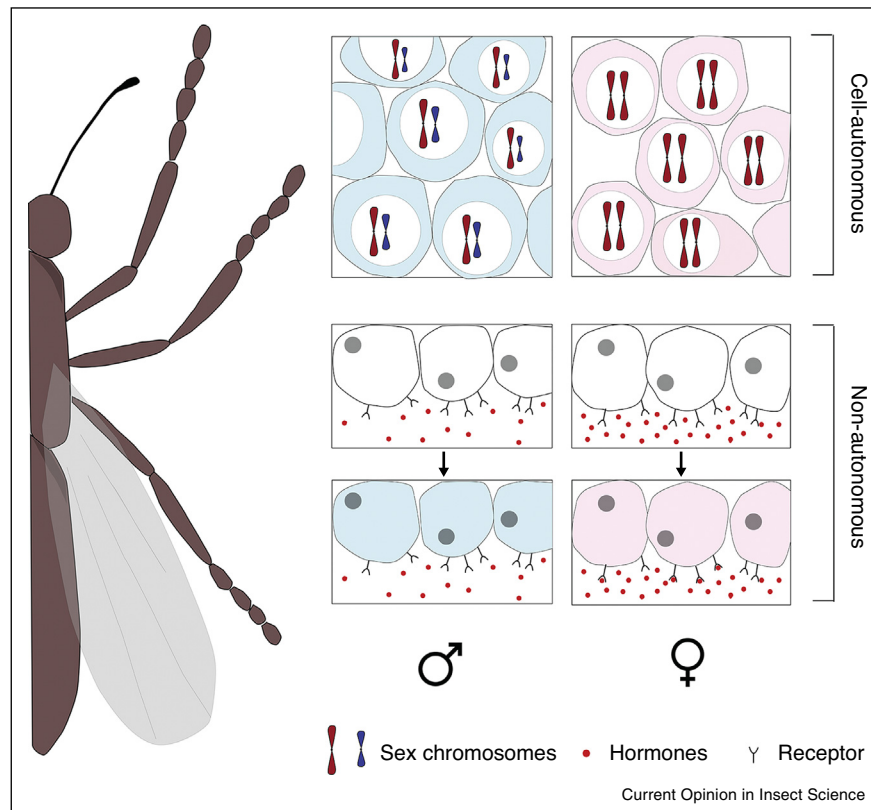 Cell-autonomous
Non-autonomous
♂ ♀
Sex chromosomes Hormones Receptor
Current Opinion in Insect Science